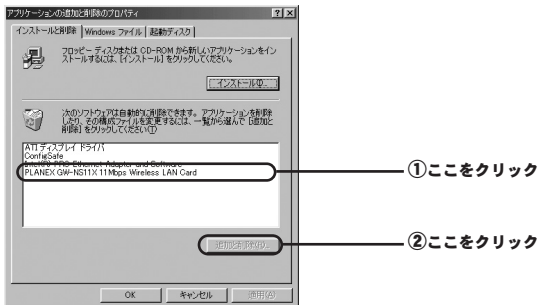 アプリケーションの追加と削除のプロパティ
インストールと削除 Windows ファイル 起動ディスク
フロッピー ディスクまたは CD-ROM から新しいアプリケーションをイン
ストールするには、[インストール] をクリックしてください。
インストール(I)...
次のソフトウェアは自動的に削除できます。アプリケーションを削除
したり、その構成ファイルを変更するには、一覧から選んで [追加と
削除] をクリックしてください(T)
ATI ディスプレイ ドライバ
ConfigSafe
Intel(R) PRO Ethernet Adapter and Software
PLANEX GW-NS11X 11Mbps Wireless LAN Card
①ここをクリック
追加と削除(R)...
②ここをクリック
OK キャンセル 適用(A)